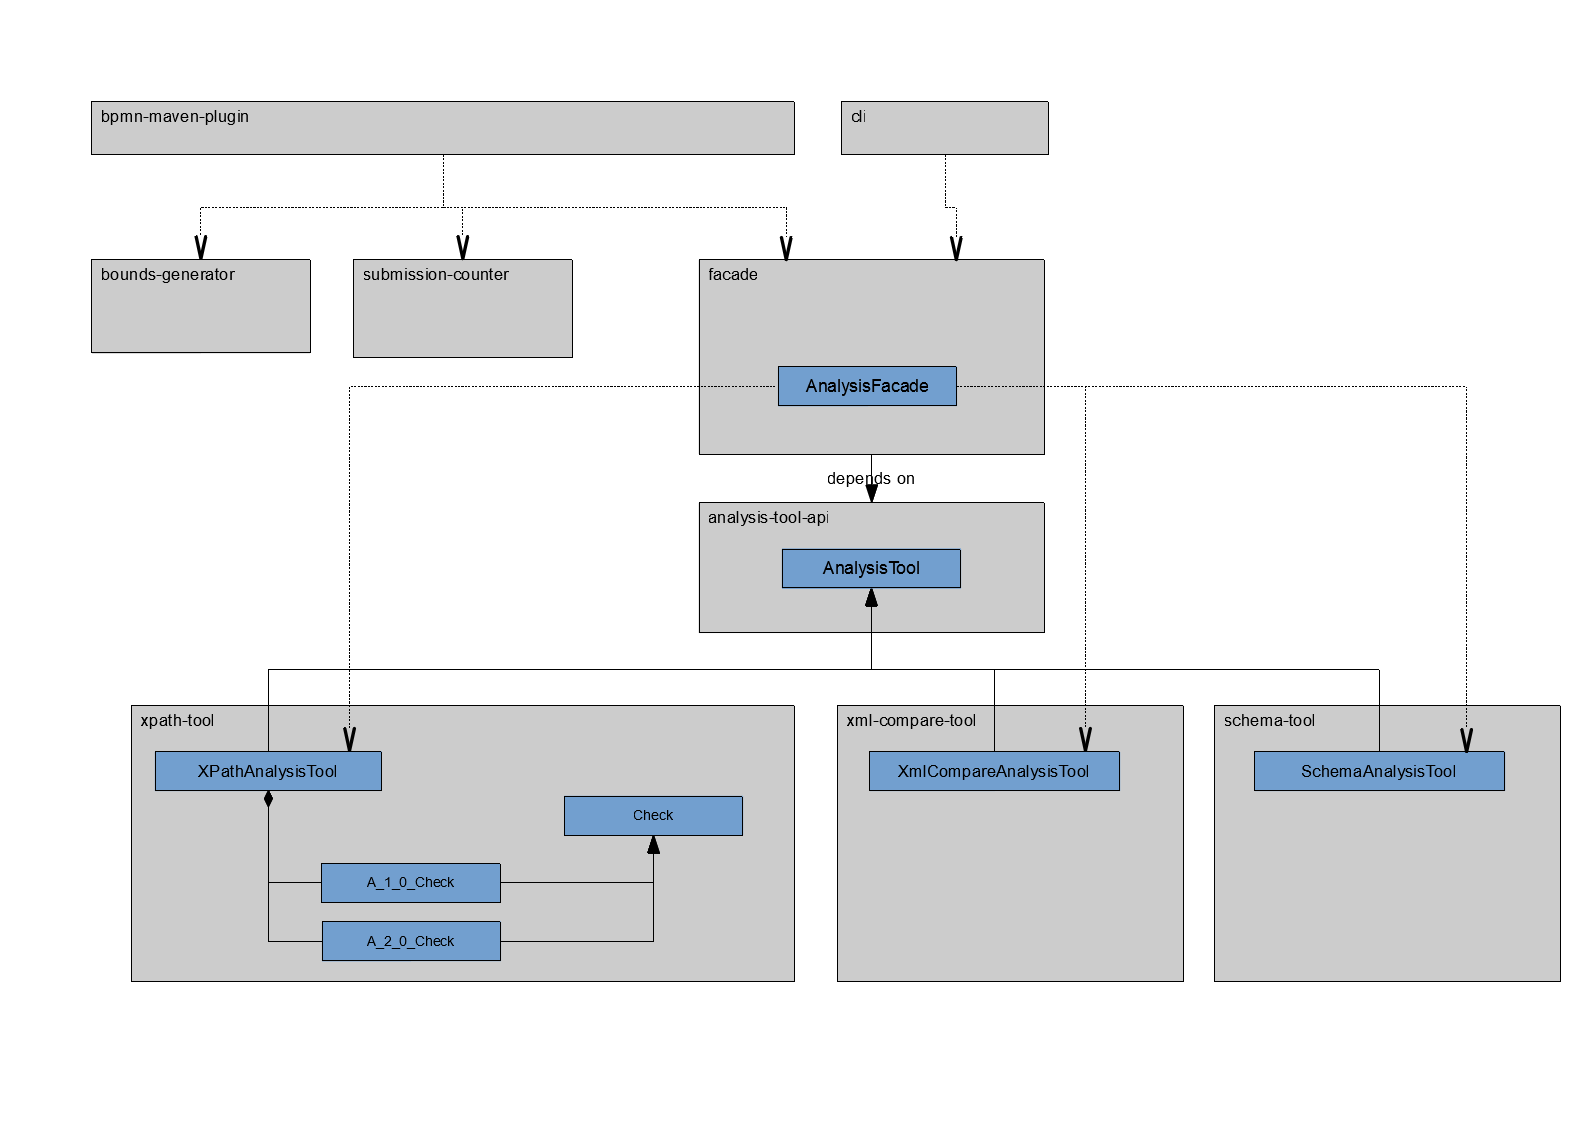 bpmn-maven-plugin
cli
bounds-generator
submission-counter
facade
AnalysisFacade
depends on
analysis-tool-api
AnalysisTool
xpath-tool
xml-compare-tool
schema-tool
XPathAnalysisTool
XmlCompareAnalysisTool
SchemaAnalysisTool
Check
A_1_0_Check
A_2_0_Check